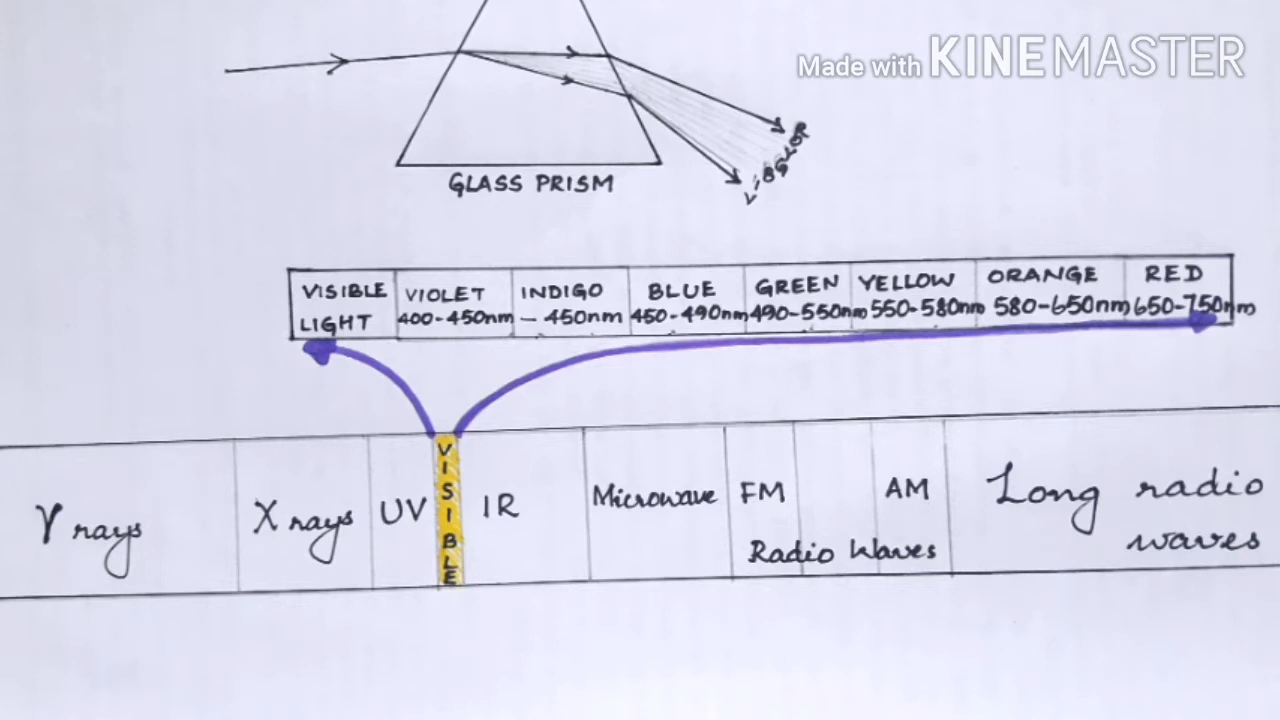 Made with KINEMASTER
VIBGYOR
GLASS PRISM
VISIBLE LIGHT
VIOLET 400-450nm
INDIGO - 450nm
BLUE 450-490nm
GREEN 490-550nm
YELLOW 550-580nm
ORANGE 580-650nm
RED 650-750nm
γ rays
X rays
UV
VISIBLE
IR
Microwave
FM
AM
Radio Waves
Long radio
waves